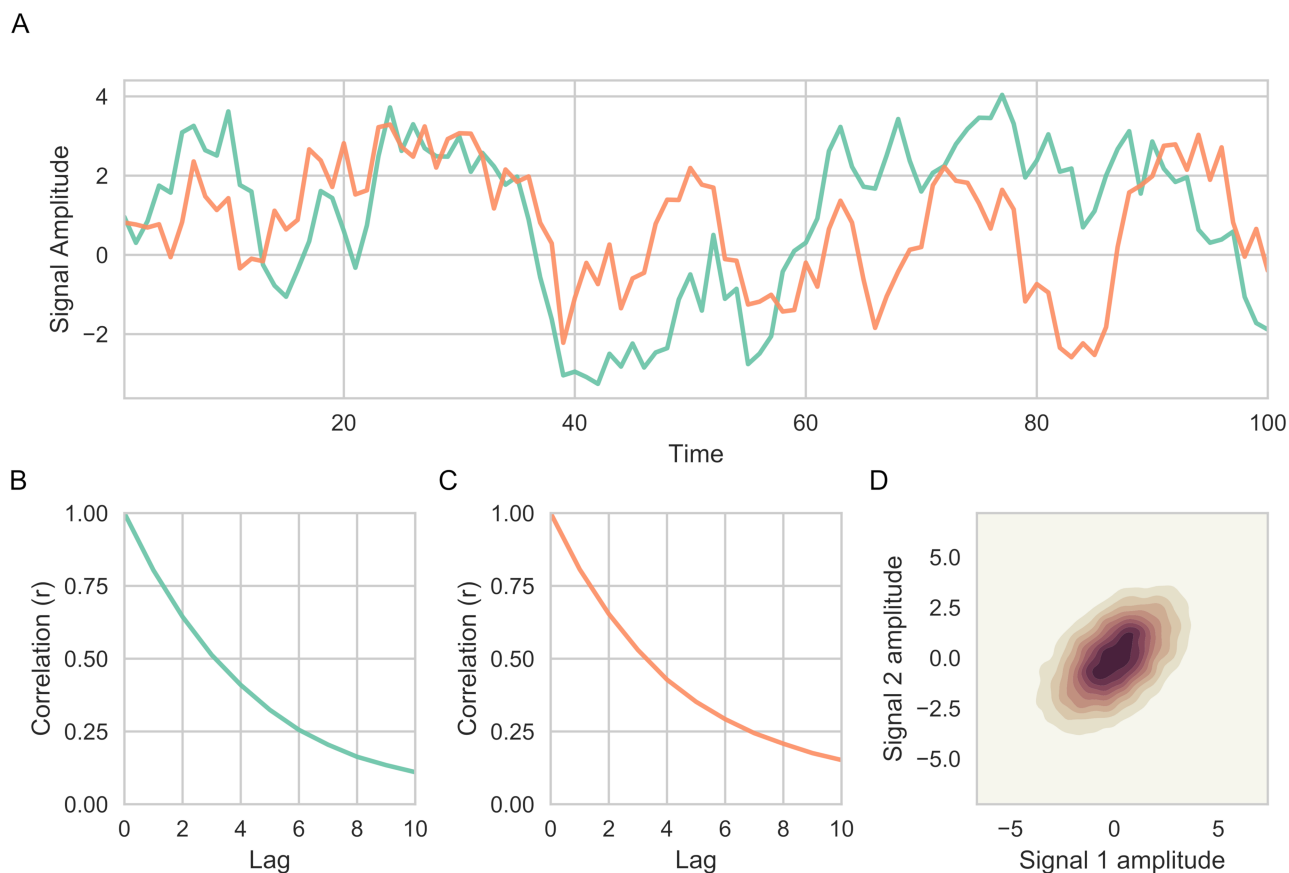 A
Signal Amplitude
4
2
0
−2
20 40 60 80 100
Time
B
Correlation (r)
1.00
0.75
0.50
0.25
0.00
0 2 4 6 8 10
Lag
C
Correlation (r)
1.00
0.75
0.50
0.25
0.00
0 2 4 6 8 10
Lag
D
Signal 2 amplitude
5.0
2.5
0.0
−2.5
−5.0
−5 0 5
Signal 1 amplitude